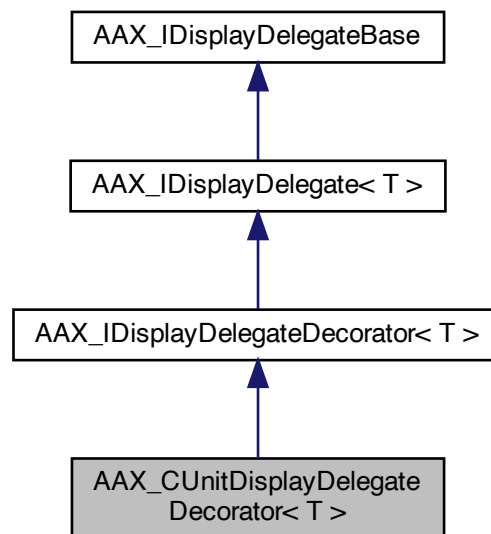 AAX_IDisplayDelegateBase
AAX_IDisplayDelegate< T >
AAX_IDisplayDelegateDecorator< T >
AAX_CUnitDisplayDelegate
Decorator< T >